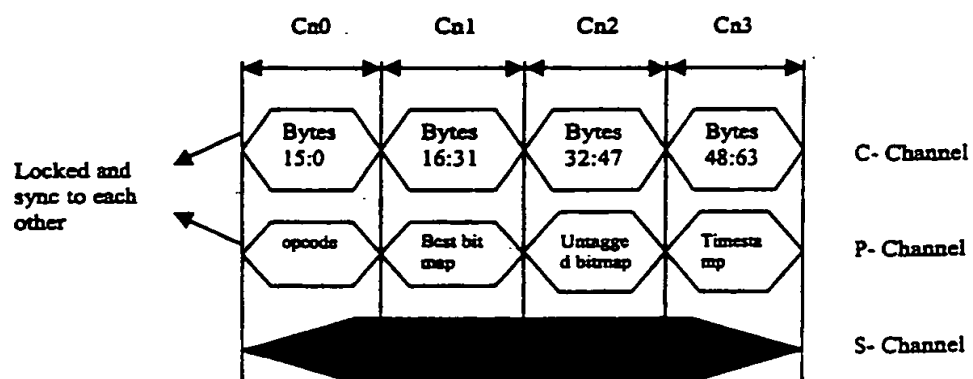 Cn0 Cn1 Cn2 Cn3
Bytes 15:0
Bytes 16:31
Bytes 32:47
Bytes 48:63
C- Channel
Locked and
sync to each
other
opcode
Best bit
map
Untagge
d bitmap
Timesta
mp
P- Channel
S- Channel